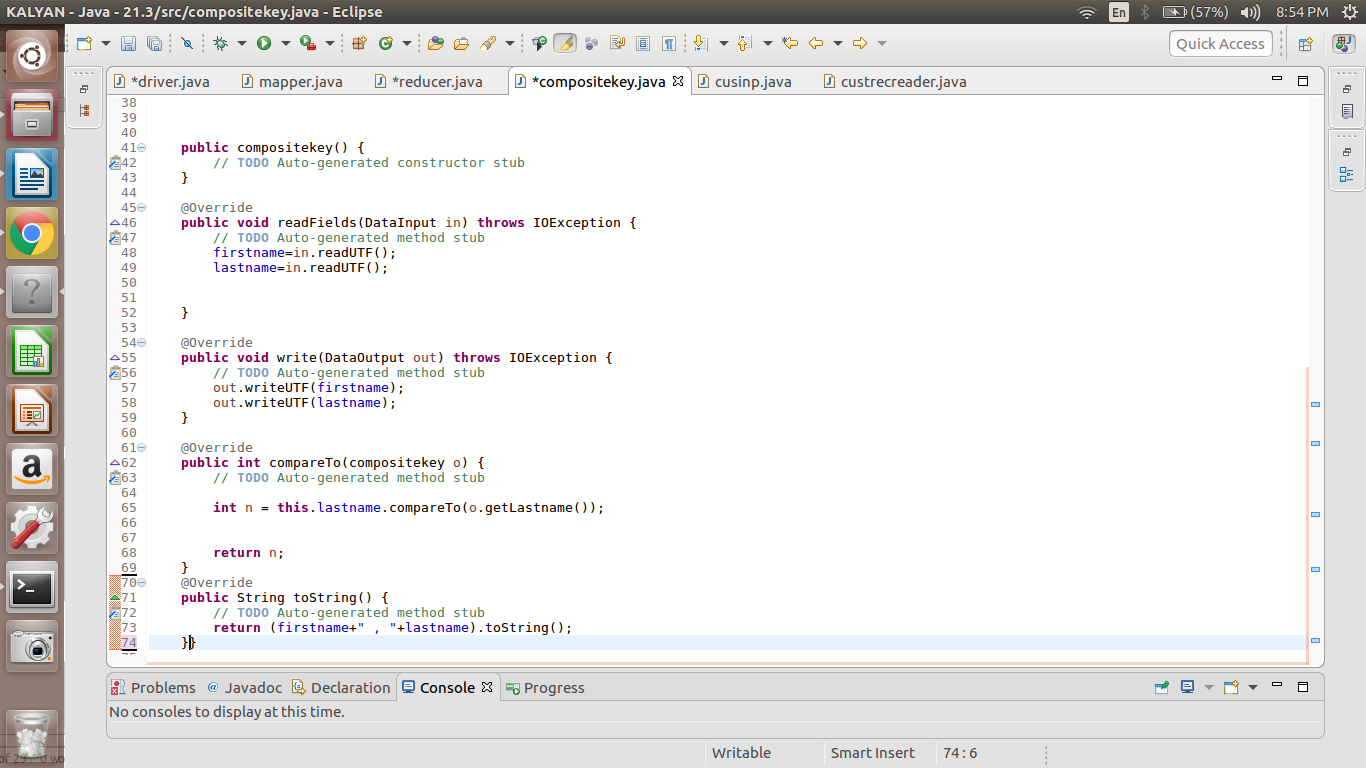 KALYAN - Java - 21.3/src/compositekey.java - Eclipse
En (57%) 8:54 PM
Quick Access
*driver.java mapper.java *reducer.java *compositekey.java cusinp.java custrecreader.java
38
39
40
41 public compositekey() {
42 // TODO Auto-generated constructor stub
43 }
44
45 @Override
46 public void readFields(DataInput in) throws IOException {
47 // TODO Auto-generated method stub
48 firstname=in.readUTF();
49 lastname=in.readUTF();
50
51
52 }
53
54 @Override
55 public void write(DataOutput out) throws IOException {
56 // TODO Auto-generated method stub
57 out.writeUTF(firstname);
58 out.writeUTF(lastname);
59 }
60
61 @Override
62 public int compareTo(compositekey o) {
63 // TODO Auto-generated method stub
64
65 int n = this.lastname.compareTo(o.getLastname());
66
67
68 return n;
69 }
70 @Override
71 public String toString() {
72 // TODO Auto-generated method stub
73 return (firstname+" , "+lastname).toString();
74 }}
Problems Javadoc Declaration Console Progress
No consoles to display at this time.
Writable Smart Insert 74 : 6